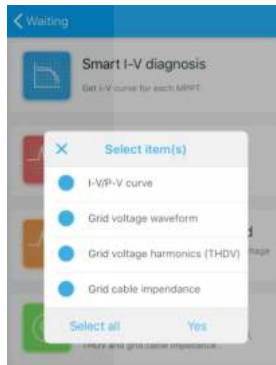 Waiting
Smart I-V diagnosis
Get I-V curve for each MPPT.
Select item(s)
I-V/P-V curve
Grid voltage waveform
Grid voltage harmonics (THDV)
Grid cable impendance
Select all
Yes
THDV and grid cable impedance...